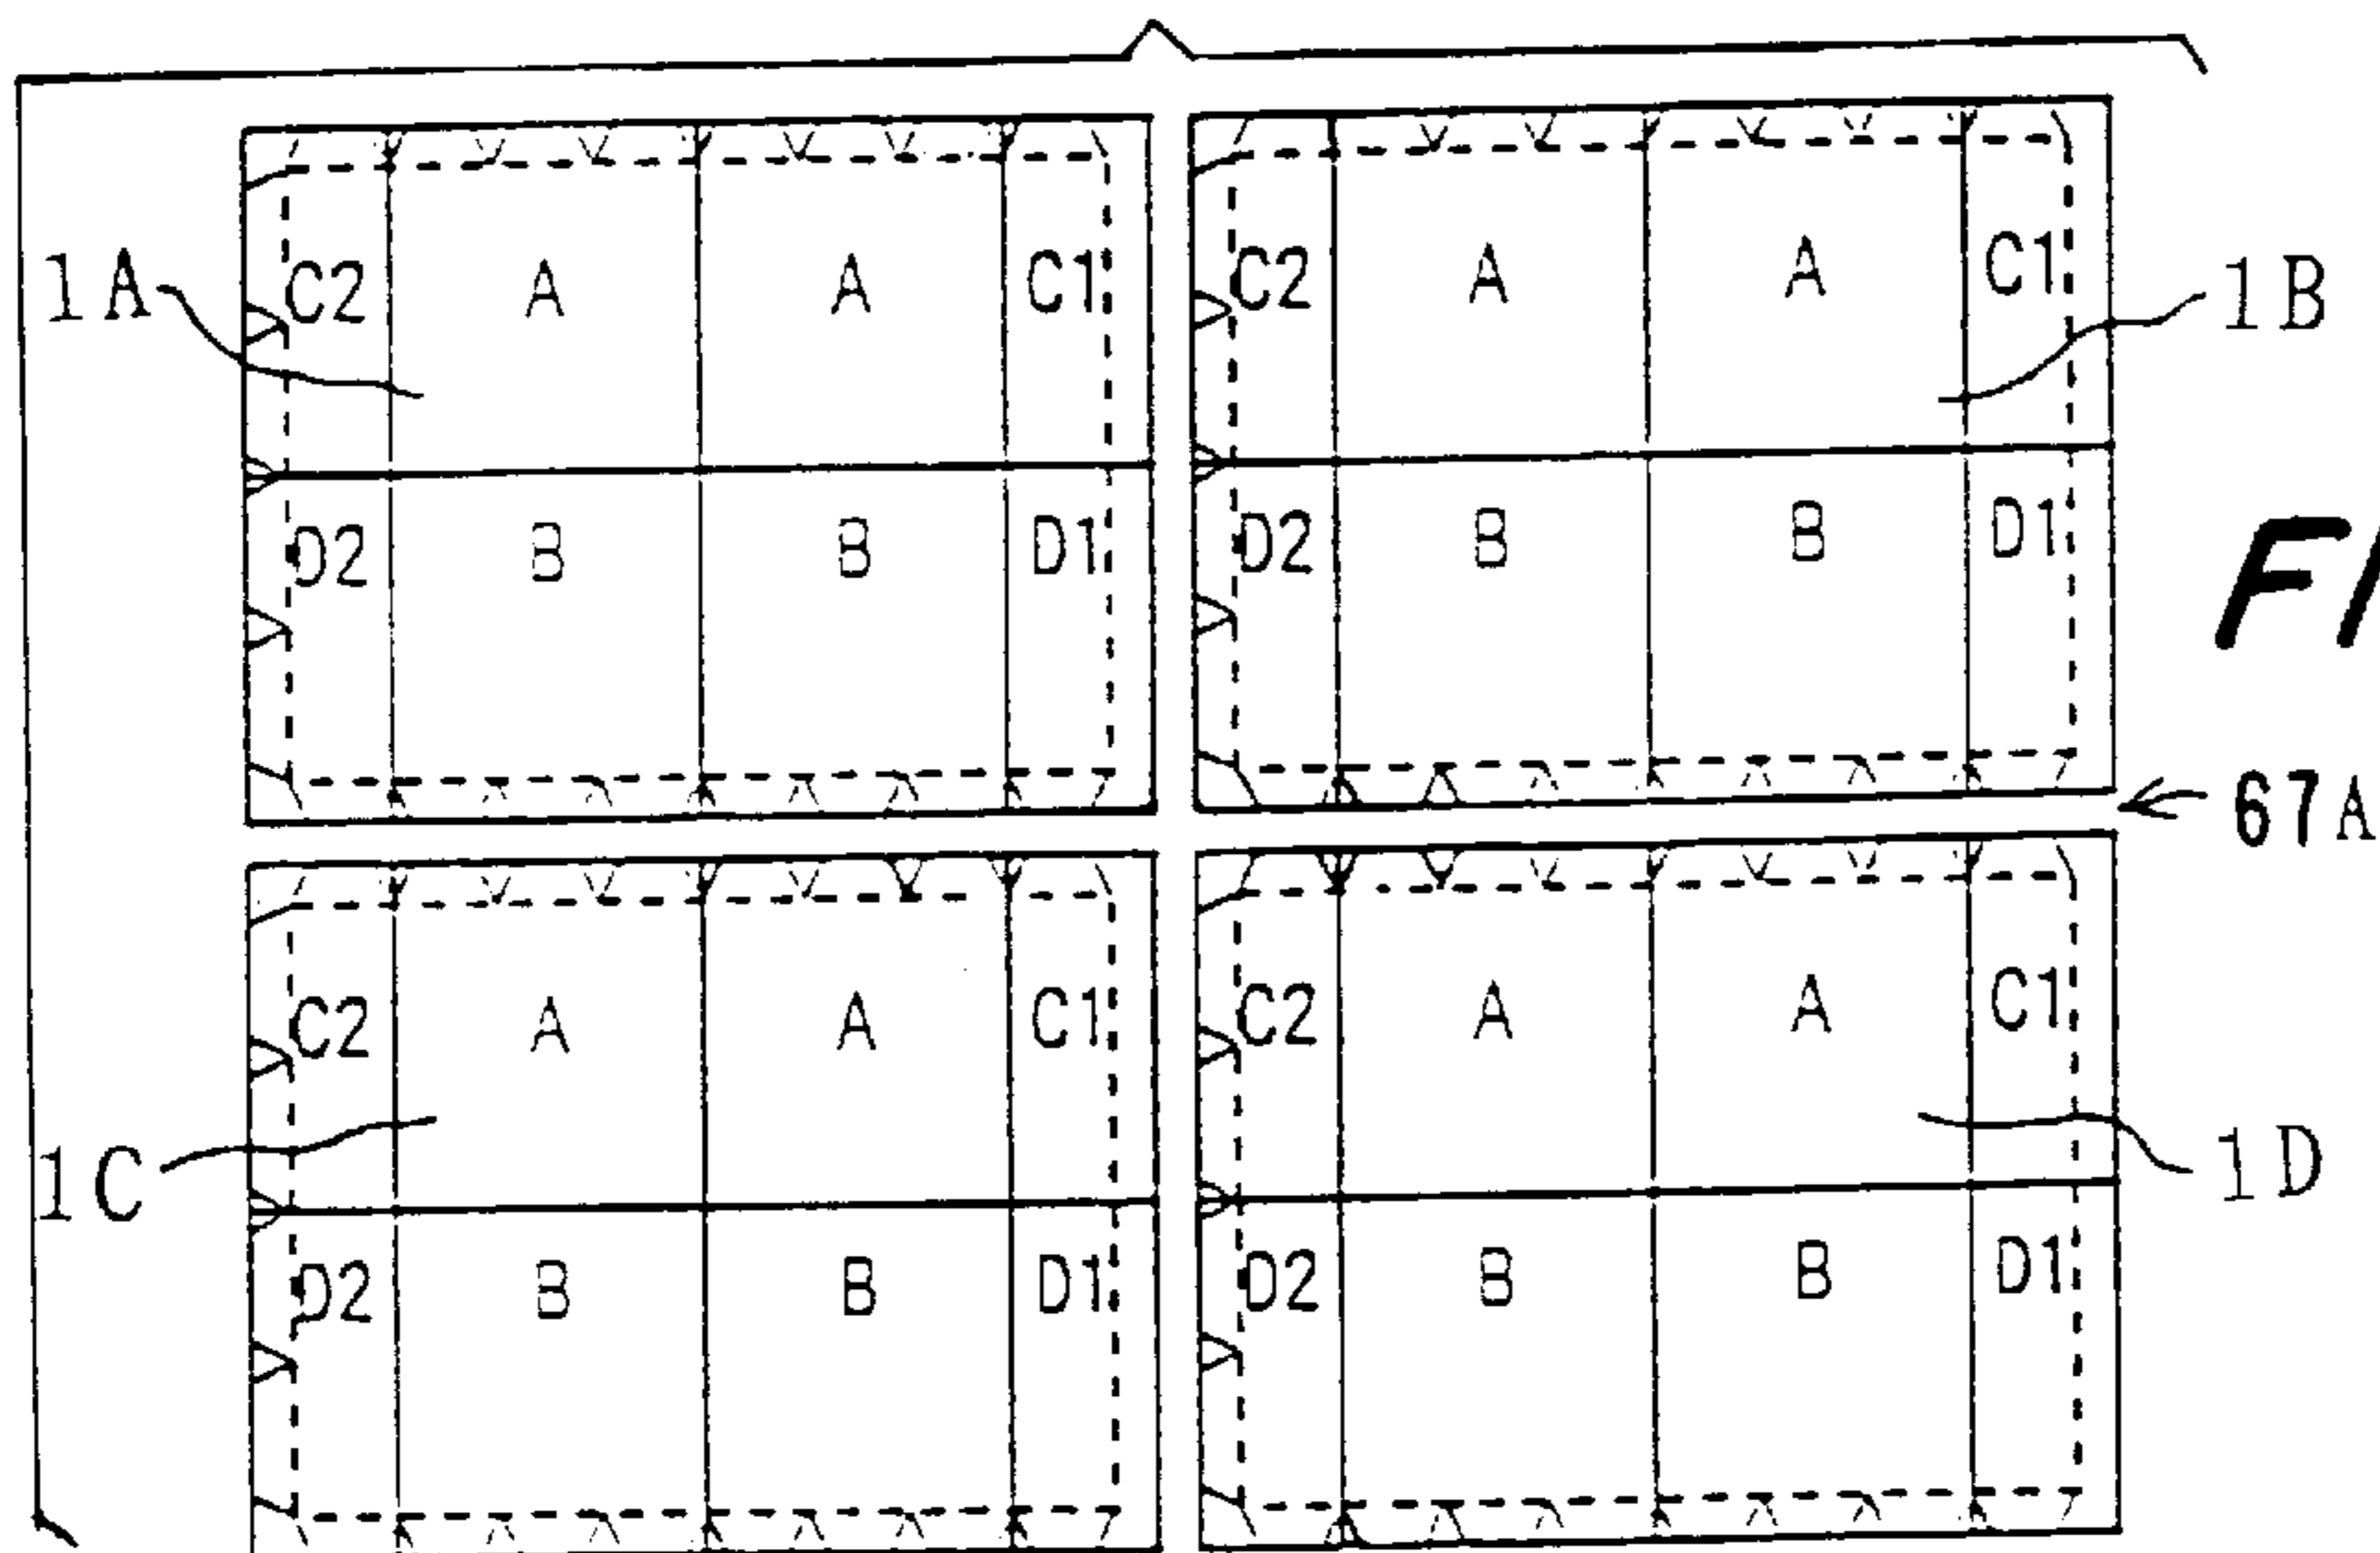 1A C2 A A C1 C2 A A C1 1B
D2 B B D1 D2 B B D1
67A
C2 A A C1 C2 A A C1
1C 1D
D2 B B D1 D2 B B D1